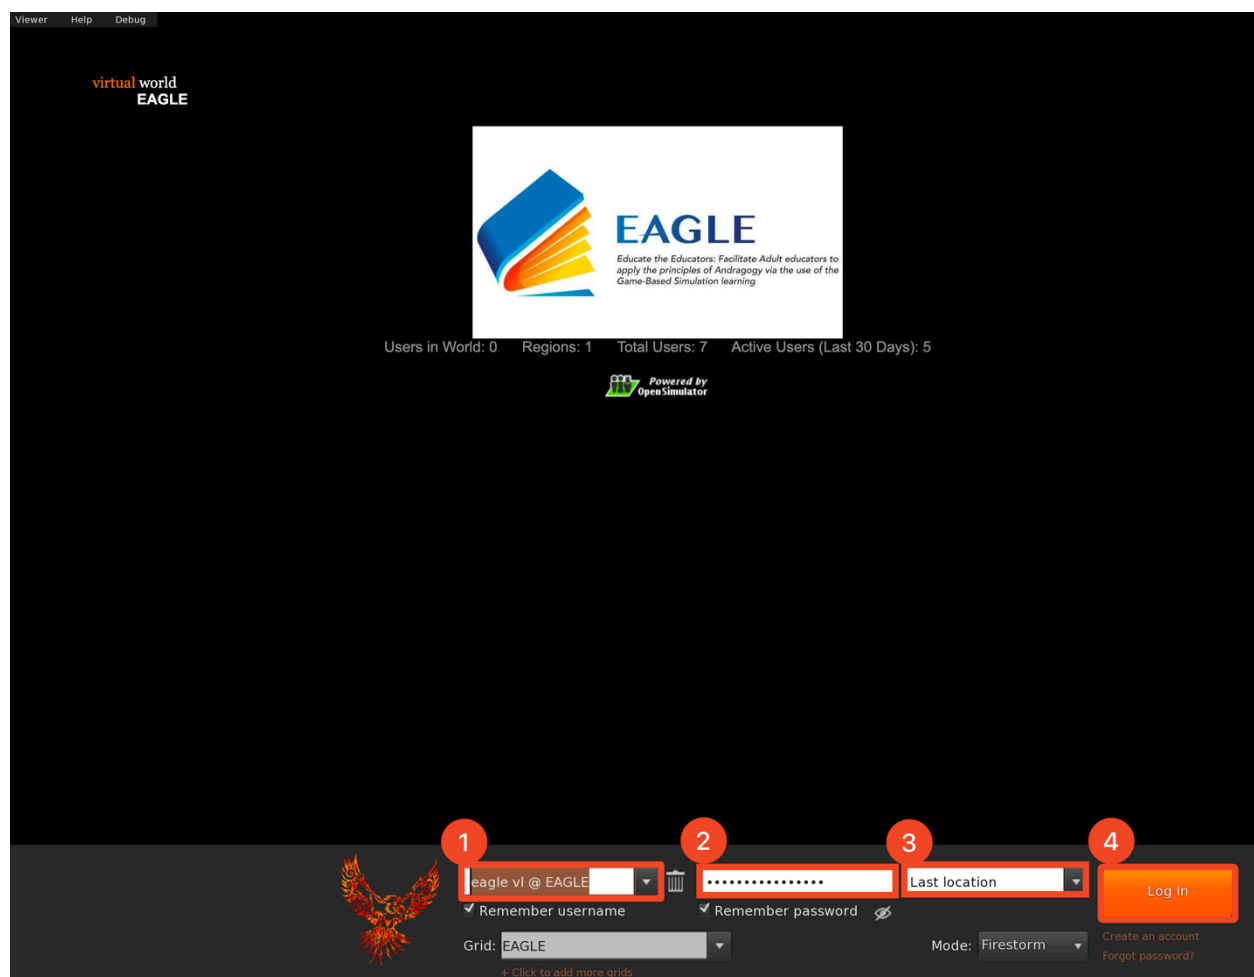 Viewer Help Debug
virtual world
EAGLE
EAGLE
Educate the Educators: Facilitate Adult educators to
apply the principles of Andragogy via the use of the
Game-Based Simulation learning
Users in World: 0 Regions: 1 Total Users: 7 Active Users (Last 30 Days): 5
Powered by
OpenSimulator
1 2 3 4
eagle vl @ EAGLE •••••••••••••••• Last location Log In
Remember username Remember password
Grid: EAGLE Mode: Firestorm Create an account
Forgot password?
+ Click to add more grids